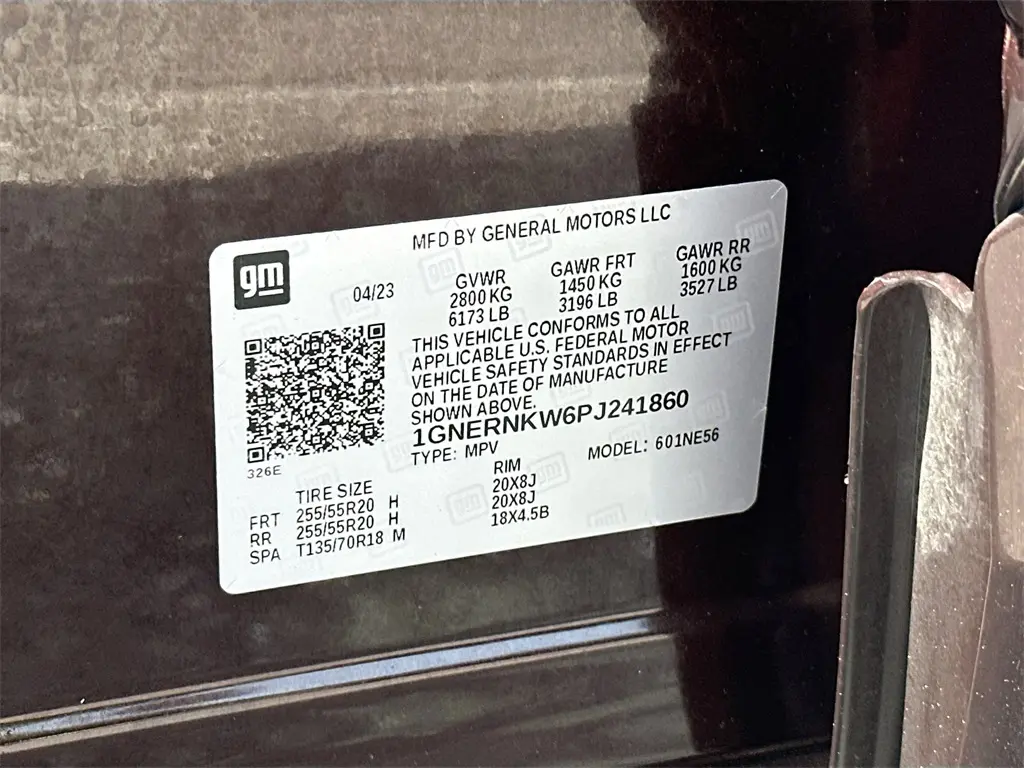 MFD BY GENERAL MOTORS LLC
gm
04/23
GVWR GAWR FRT GAWR RR
2800 KG 1450 KG 1600 KG
6173 LB 3196 LB 3527 LB
THIS VEHICLE CONFORMS TO ALL
APPLICABLE U.S. FEDERAL MOTOR
VEHICLE SAFETY STANDARDS IN EFFECT
ON THE DATE OF MANUFACTURE
SHOWN ABOVE.
1GNERNKW6PJ241860
TYPE: MPV MODEL: 601NE56
326E
TIRE SIZE RIM
FRT 255/55R20 H 20X8J
RR 255/55R20 H 20X8J
SPA T135/70R18 M 18X4.5B